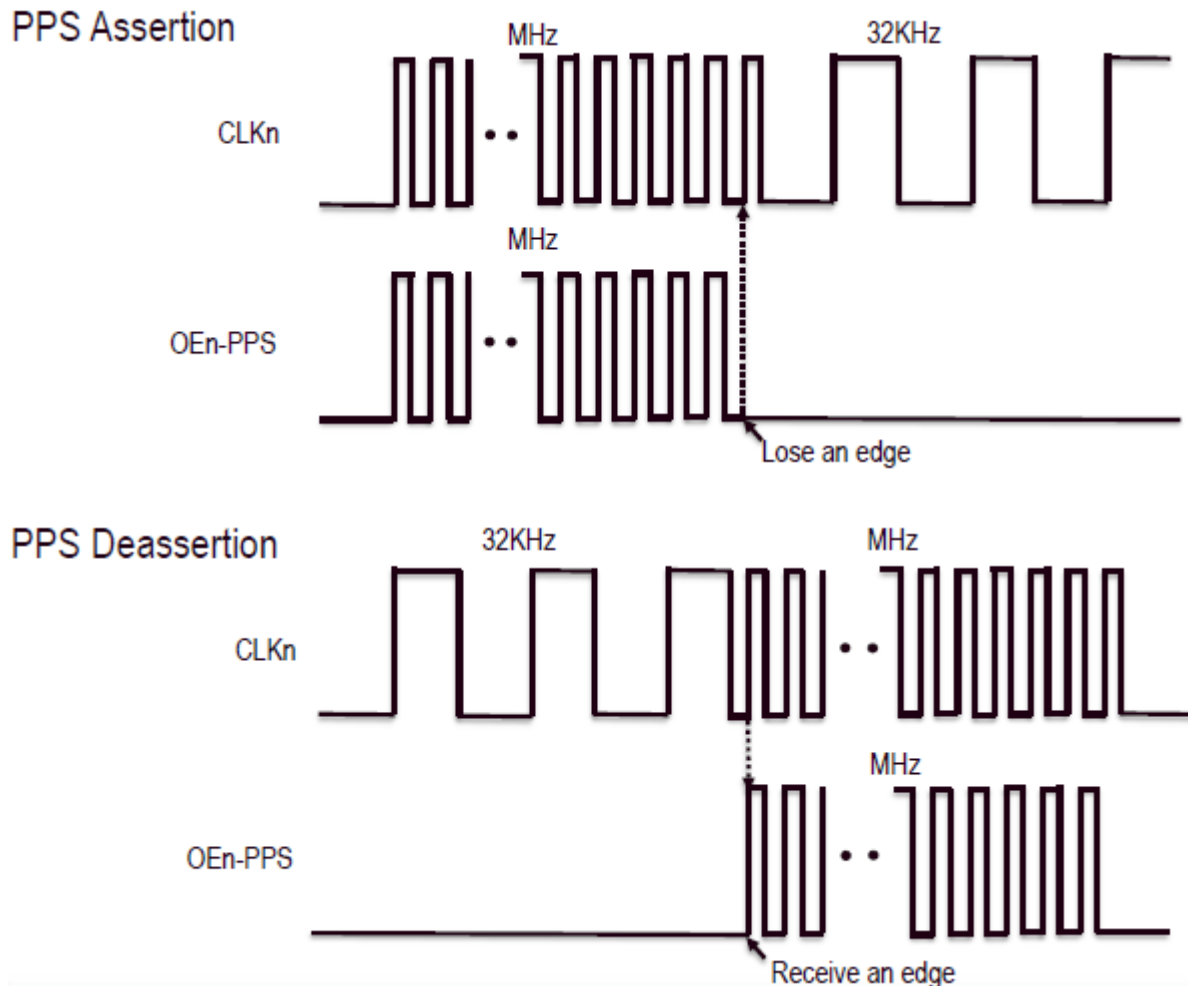 PPS Assertion
MHz
32KHz
CLKn
MHz
OEn-PPS
Lose an edge
PPS Deassertion
32KHz
MHz
CLKn
MHz
OEn-PPS
Receive an edge